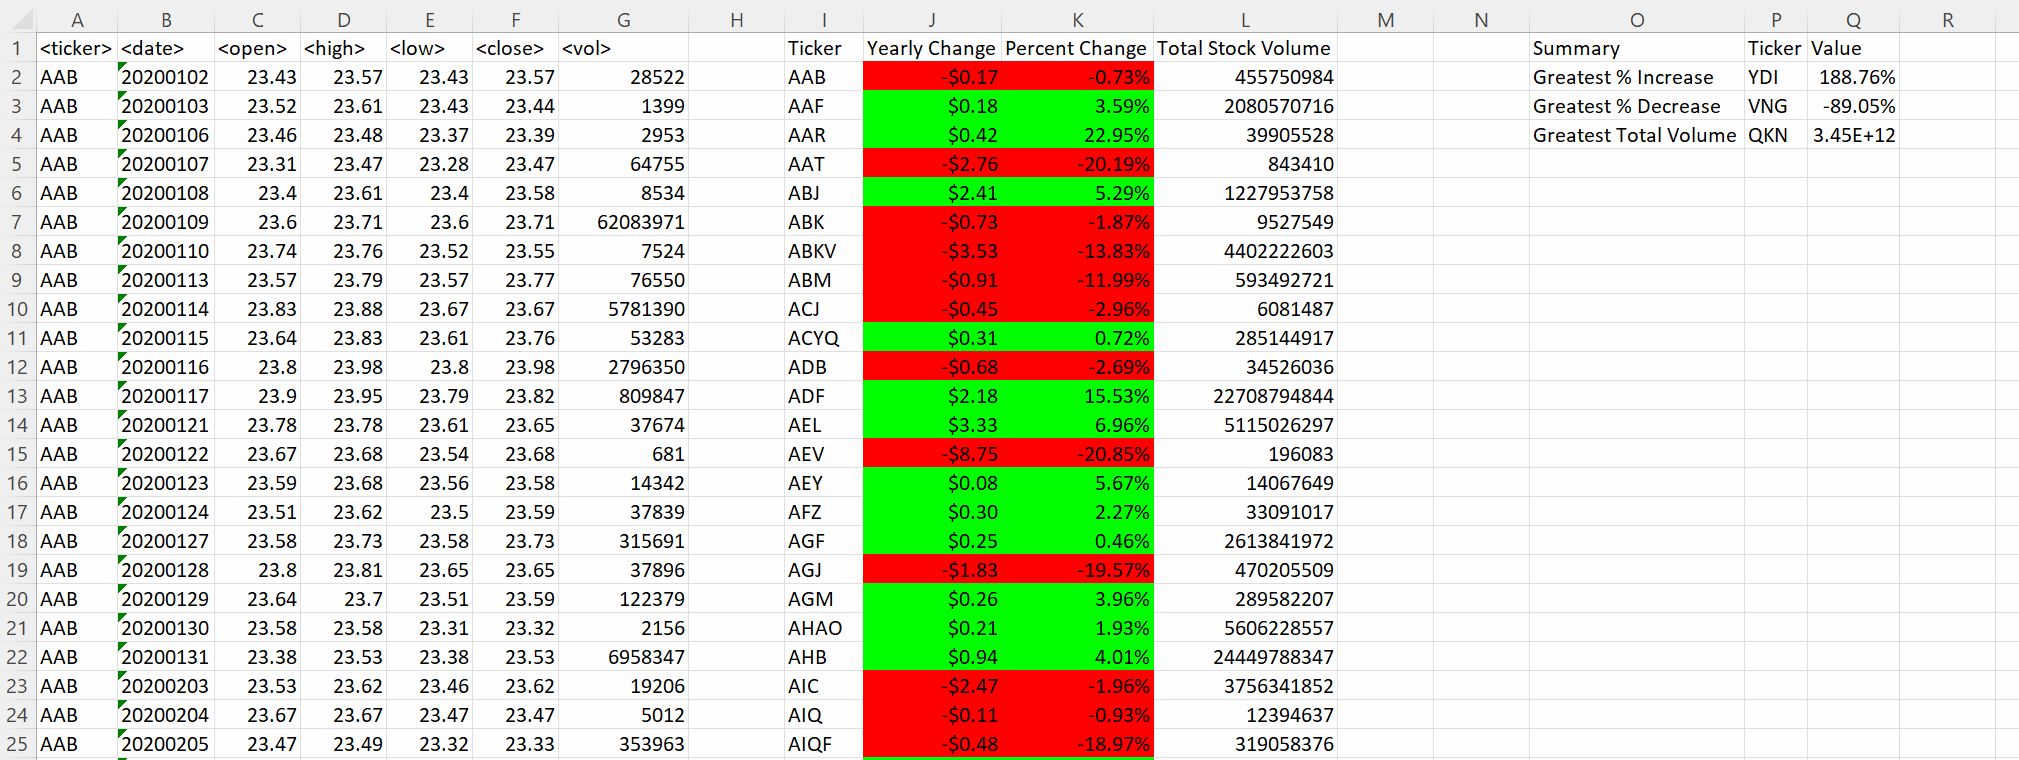 A B C D E F G H I J K L M N O P Q R
1 <ticker> <date> <open> <high> <low> <close> <vol> Ticker Yearly Change Percent Change Total Stock Volume Summary Ticker Value
2 AAB 20200102 23.43 23.57 23.43 23.57 28522 AAB -$0.17 -0.73% 455750984 Greatest % Increase YDI 188.76%
3 AAB 20200103 23.52 23.61 23.43 23.44 1399 AAF $0.18 3.59% 2080570716 Greatest % Decrease VNG -89.05%
4 AAB 20200106 23.46 23.48 23.37 23.39 2953 AAR $0.42 22.95% 39905528 Greatest Total Volume QKN 3.45E+12
5 AAB 20200107 23.31 23.47 23.28 23.47 64755 AAT -$2.76 -20.19% 843410
6 AAB 20200108 23.4 23.61 23.4 23.58 8534 ABJ $2.41 5.29% 1227953758
7 AAB 20200109 23.6 23.71 23.6 23.71 62083971 ABK -$0.73 -1.87% 9527549
8 AAB 20200110 23.74 23.76 23.52 23.55 7524 ABKV -$3.53 -13.83% 4402222603
9 AAB 20200113 23.57 23.79 23.57 23.77 76550 ABM -$0.91 -11.99% 593492721
10 AAB 20200114 23.83 23.88 23.67 23.67 5781390 ACJ -$0.45 -2.96% 6081487
11 AAB 20200115 23.64 23.83 23.61 23.76 53283 ACYQ $0.31 0.72% 285144917
12 AAB 20200116 23.8 23.98 23.8 23.98 2796350 ADB -$0.68 -2.69% 34526036
13 AAB 20200117 23.9 23.95 23.79 23.82 809847 ADF $2.18 15.53% 22708794844
14 AAB 20200121 23.78 23.78 23.61 23.65 37674 AEL $3.33 6.96% 5115026297
15 AAB 20200122 23.67 23.68 23.54 23.68 681 AEV -$8.75 -20.85% 196083
16 AAB 20200123 23.59 23.68 23.56 23.58 14342 AEY $0.08 5.67% 14067649
17 AAB 20200124 23.51 23.62 23.5 23.59 37839 AFZ $0.30 2.27% 33091017
18 AAB 20200127 23.58 23.73 23.58 23.73 315691 AGF $0.25 0.46% 2613841972
19 AAB 20200128 23.8 23.81 23.65 23.65 37896 AGJ -$1.83 -19.57% 470205509
20 AAB 20200129 23.64 23.7 23.51 23.59 122379 AGM $0.26 3.96% 289582207
21 AAB 20200130 23.58 23.58 23.31 23.32 2156 AHAO $0.21 1.93% 5606228557
22 AAB 20200131 23.38 23.53 23.38 23.53 6958347 AHB $0.94 4.01% 24449788347
23 AAB 20200203 23.53 23.62 23.46 23.62 19206 AIC -$2.47 -1.96% 3756341852
24 AAB 20200204 23.67 23.67 23.47 23.47 5012 AIQ -$0.11 -0.93% 12394637
25 AAB 20200205 23.47 23.49 23.32 23.33 353963 AIQF -$0.48 -18.97% 319058376